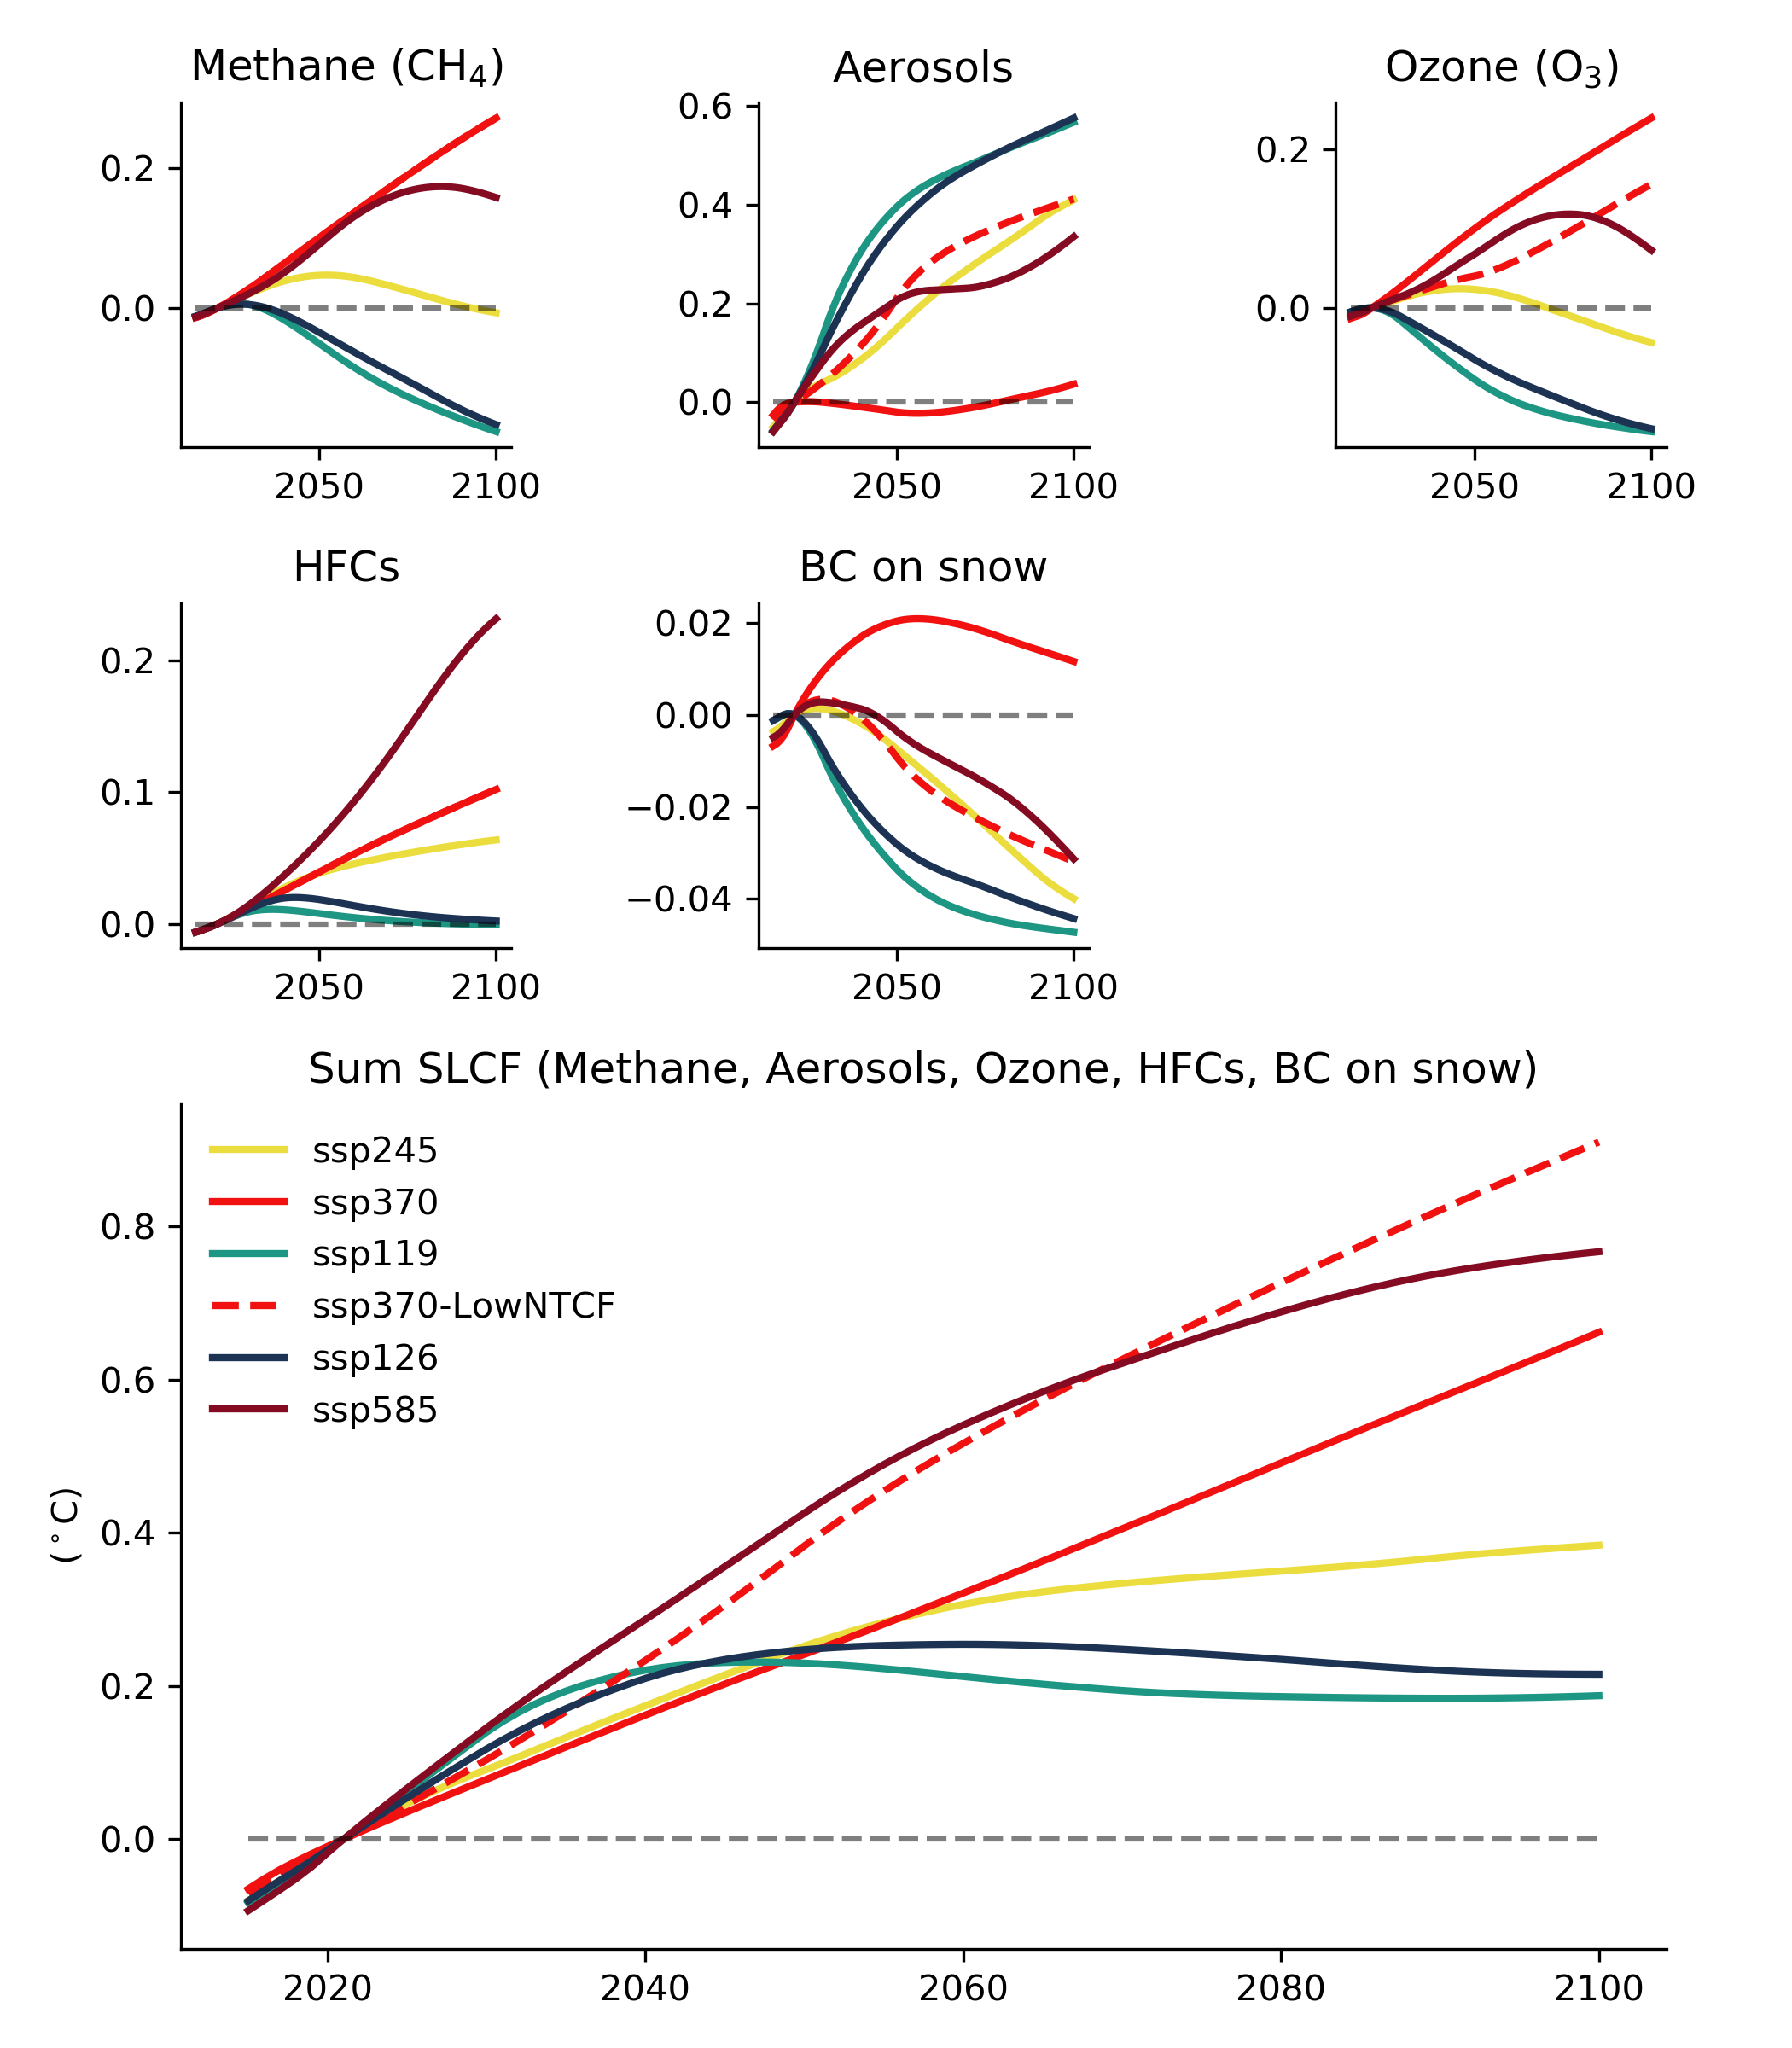 Methane (CH₄)
Aerosols
Ozone (O₃)
0.2
0.0
2050
2100
0.6
0.4
0.2
0.0
2050
2100
0.2
0.0
2050
2100
HFCs
BC on snow
0.2
0.1
0.0
2050
2100
0.02
0.00
−0.02
−0.04
2050
2100
Sum SLCF (Methane, Aerosols, Ozone, HFCs, BC on snow)
ssp245
ssp370
ssp119
ssp370-LowNTCF
ssp126
ssp585
(°C)
0.8
0.6
0.4
0.2
0.0
2020
2040
2060
2080
2100